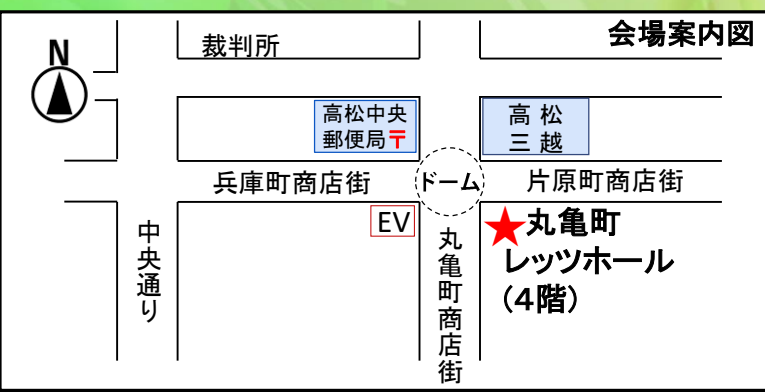 会場案内図
N
裁判所
高松中央
郵便局〒
高松
三越
兵庫町商店街
ドーム
片原町商店街
EV
中央通り
丸亀町商店街
★丸亀町
レッツホール
(4階)